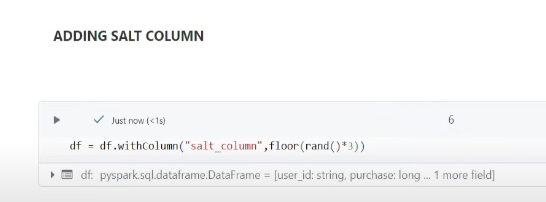 ADDING SALT COLUMN
Just now (<1s)
6
df = df.withColumn("salt_column",floor(rand()*3))
df: pyspark.sql.dataframe.DataFrame = [user_id: string, purchase: long ... 1 more field]